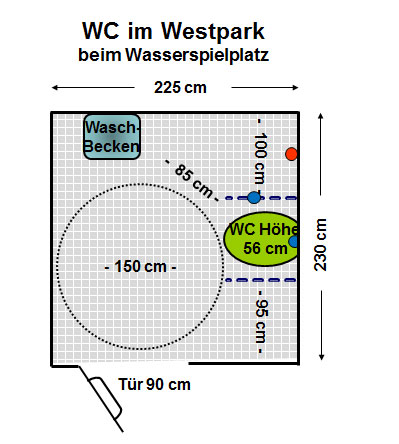 WC im Westpark
beim Wasserspielplatz
225 cm
Wasch-
Becken
- 100 cm -
- 85 cm -
WC Höhe
56 cm
- 150 cm -
230 cm
- 95 cm -
Tür 90 cm